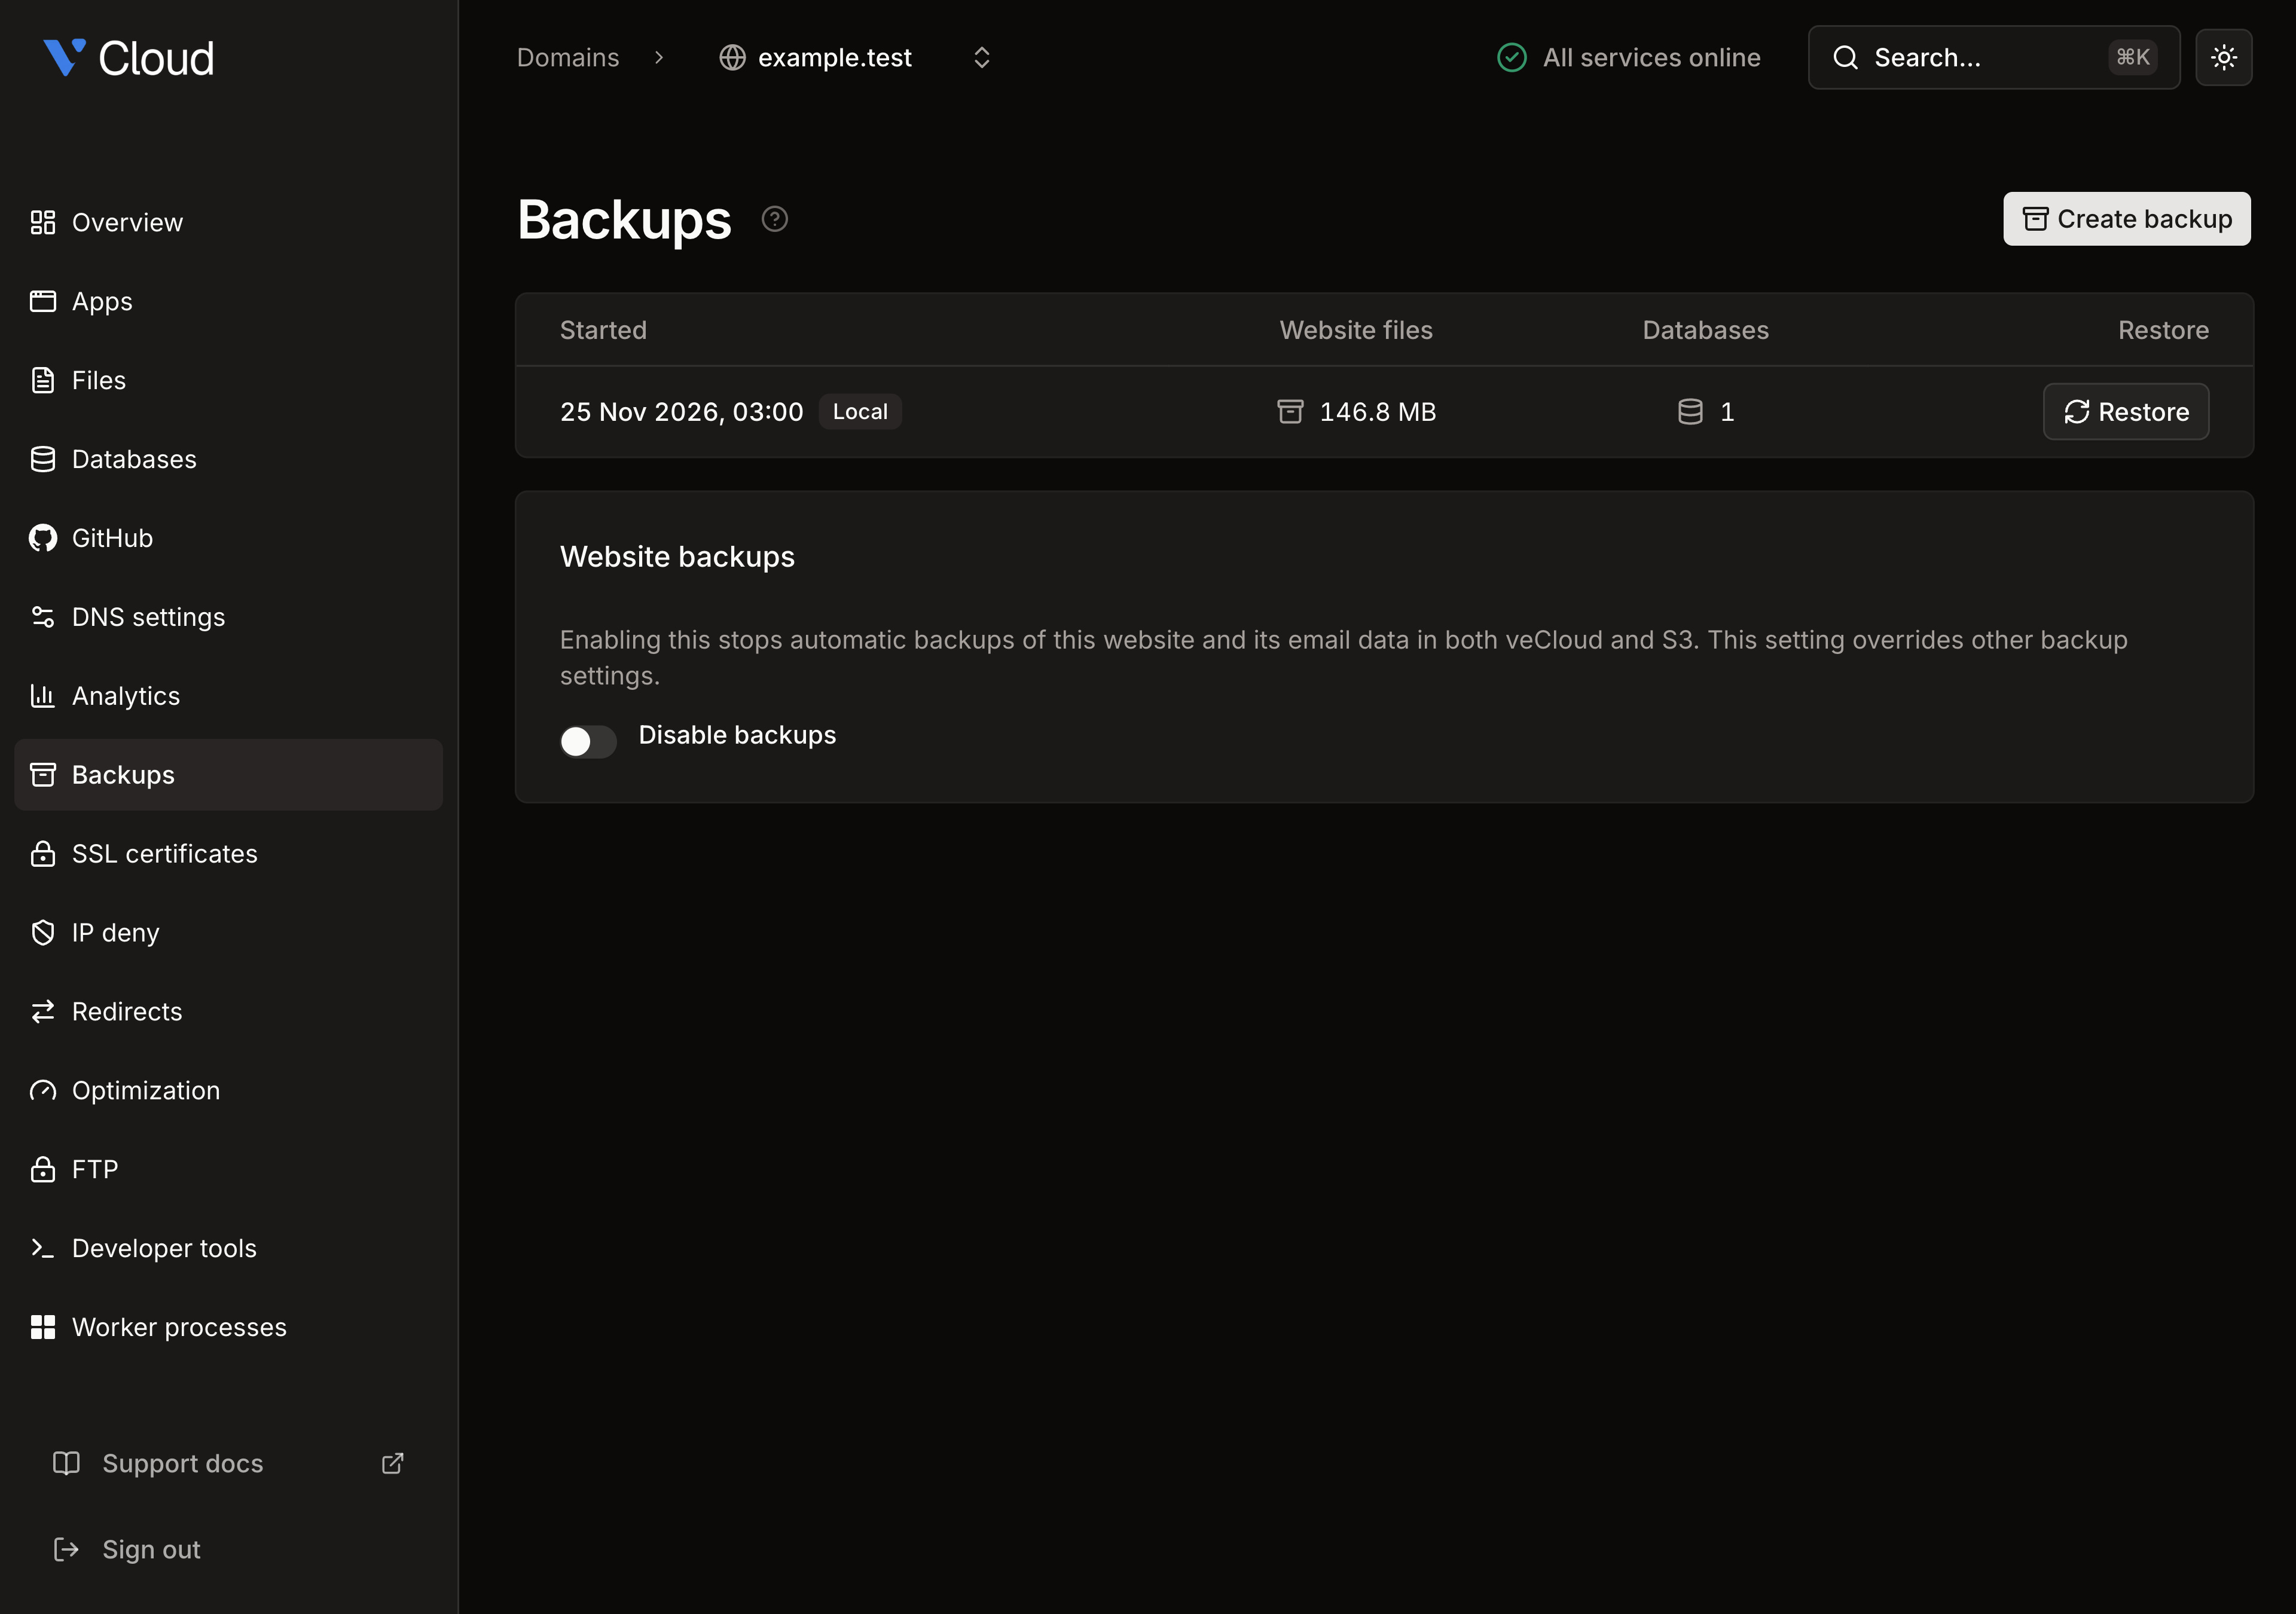 Cloud
Domains
example.test
All services online
Search...
⌘K
Overview
Apps
Files
Databases
GitHub
DNS settings
Analytics
Backups
SSL certificates
IP deny
Redirects
Optimization
FTP
Developer tools
Worker processes
Support docs
Sign out
Backups
Create backup
Started Website files Databases Restore
25 Nov 2026, 03:00 Local 146.8 MB 1 Restore
Website backups
Enabling this stops automatic backups of this website and its email data in both veCloud and S3. This setting overrides other backup
settings.
Disable backups